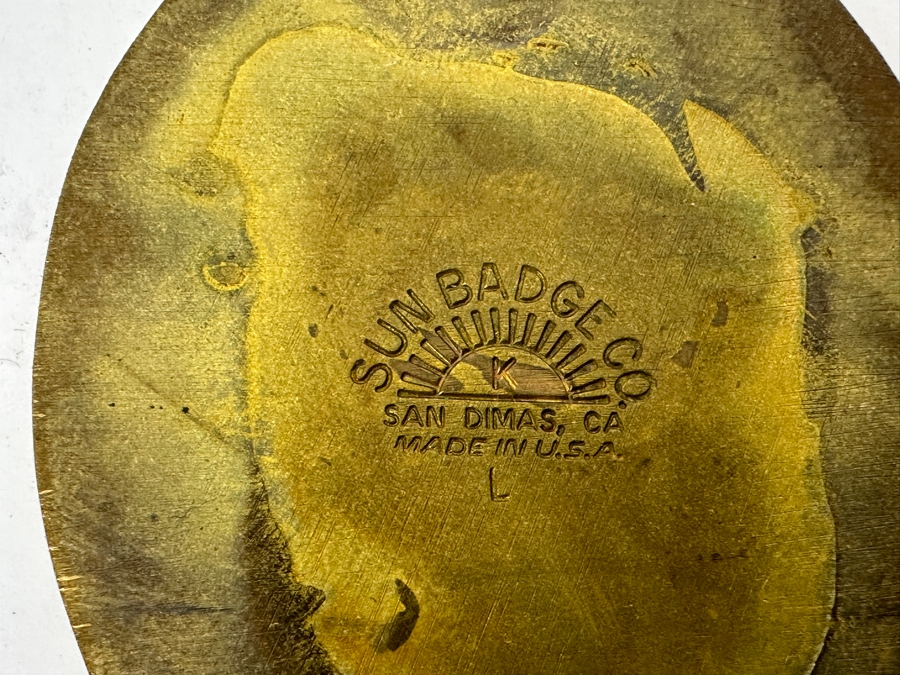 SUN BADGE CO.
K
SAN DIMAS, CA
MADE IN U.S.A.
L